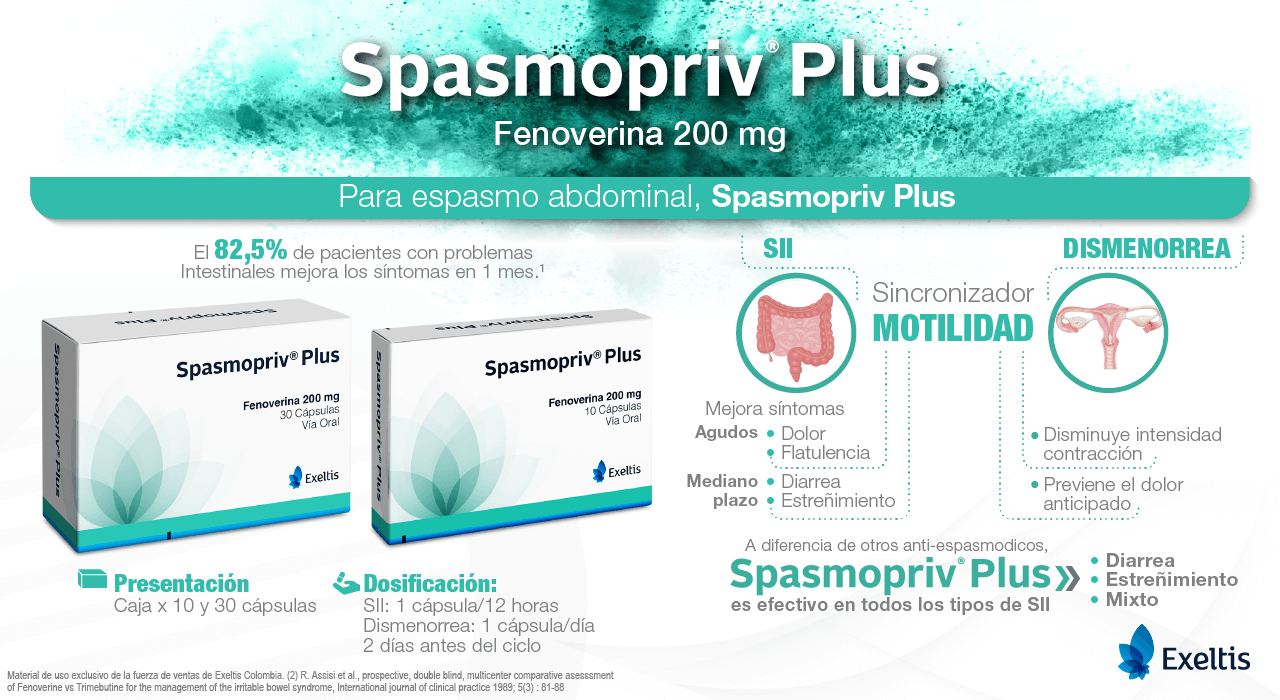 Spasmopriv® Plus
Fenoverina 200 mg
Para espasmo abdominal, Spasmopriv Plus
El 82,5% de pacientes con problemas
Intestinales mejora los síntomas en 1 mes.¹
Spasmopriv® Plus
Spasmopriv® Plus
Spasmopriv® Plus
Fenoverina 200 mg
30 Cápsulas
Vía Oral
Exeltis
Spasmopriv® Plus
Spasmopriv® Plus
Spasmopriv® Plus
Fenoverina 200 mg
10 Cápsulas
Vía Oral
Exeltis
Presentación
Caja x 10 y 30 cápsulas
Dosificación:
SII: 1 cápsula/12 horas
Dismenorrea: 1 cápsula/día
2 días antes del ciclo
SII
DISMENORREA
Sincronizador
MOTILIDAD
Mejora síntomas
Agudos • Dolor
• Flatulencia
Mediano • Diarrea
plazo • Estreñimiento
• Disminuye intensidad
contracción
• Previene el dolor
anticipado
A diferencia de otros anti-espasmodicos,
Spasmopriv® Plus
es efectivo en todos los tipos de SII
• Diarrea
• Estreñimiento
• Mixto
Exeltis
Material de uso exclusivo de la fuerza de ventas de Exeltis Colombia. (2) R. Assisi et al., prospective, double blind, multicenter comparative asesssment
of Fenoverine vs Trimebutine for the management of the irritable bowel syndrome, International journal of clinical practice 1989; 5(3) : 81-88